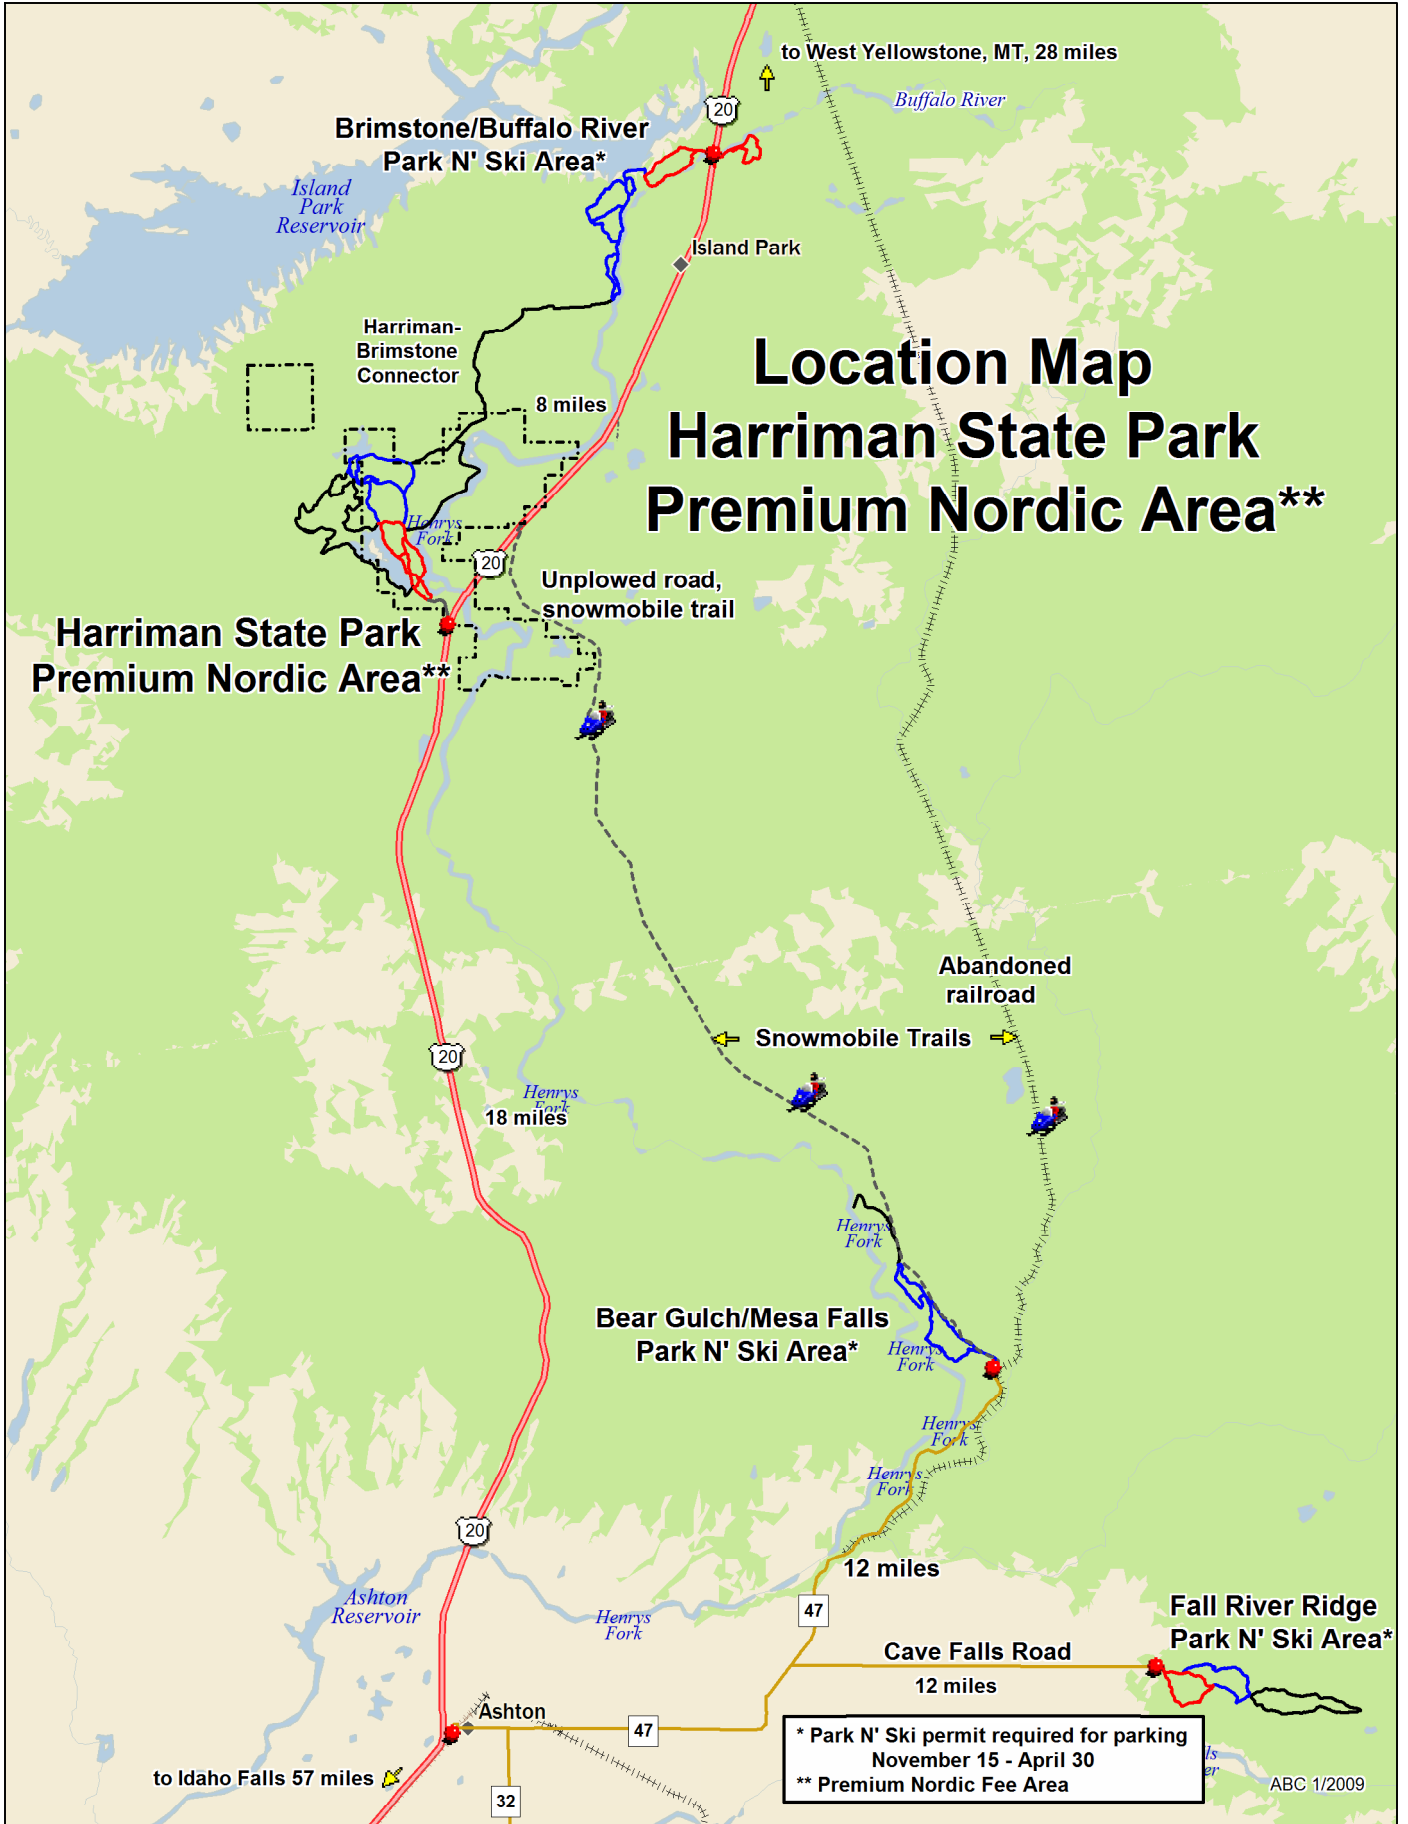 to West Yellowstone, MT, 28 miles
Buffalo River
20
Brimstone/Buffalo River
Park N' Ski Area*
Island
Park
Reservoir
Island Park
Harriman-
Brimstone
Connector
8 miles
Location Map
Harriman State Park
Premium Nordic Area**
Henrys
Fork
20
Unplowed road,
snowmobile trail
Harriman State Park
Premium Nordic Area**
Abandoned
railroad
Snowmobile Trails
20
Henrys
Fork
18 miles
Henrys
Fork
Bear Gulch/Mesa Falls
Park N' Ski Area*
Henrys
Fork
Henrys
Fork
Henrys
Fork
20
12 miles
Ashton
Reservoir
Henrys
Fork
47
Fall River Ridge
Park N' Ski Area*
Cave Falls Road
12 miles
Ashton
47
* Park N' Ski permit required for parking
November 15 - April 30
** Premium Nordic Fee Area
to Idaho Falls 57 miles
32
ABC 1/2009